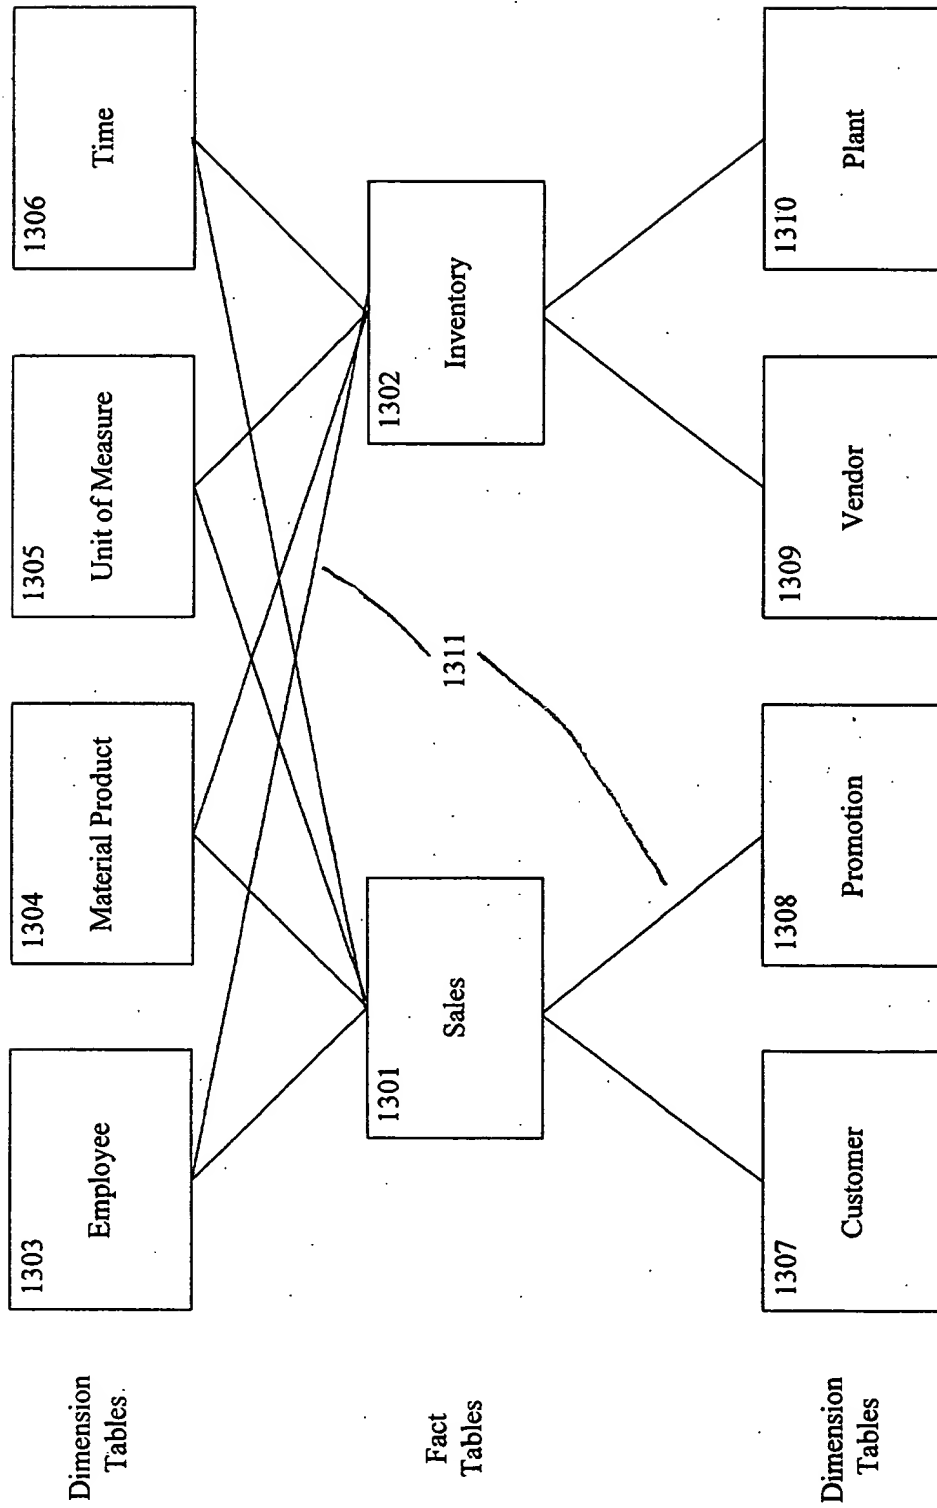 Dimension
Tables.
1303
Employee
1304
Material Product
1305
Unit of Measure
1306
Time
Fact
Tables
1301
Sales
1311
1302
Inventory
Dimension
Tables
1307
Customer
1308
Promotion
1309
Vendor
1310
Plant